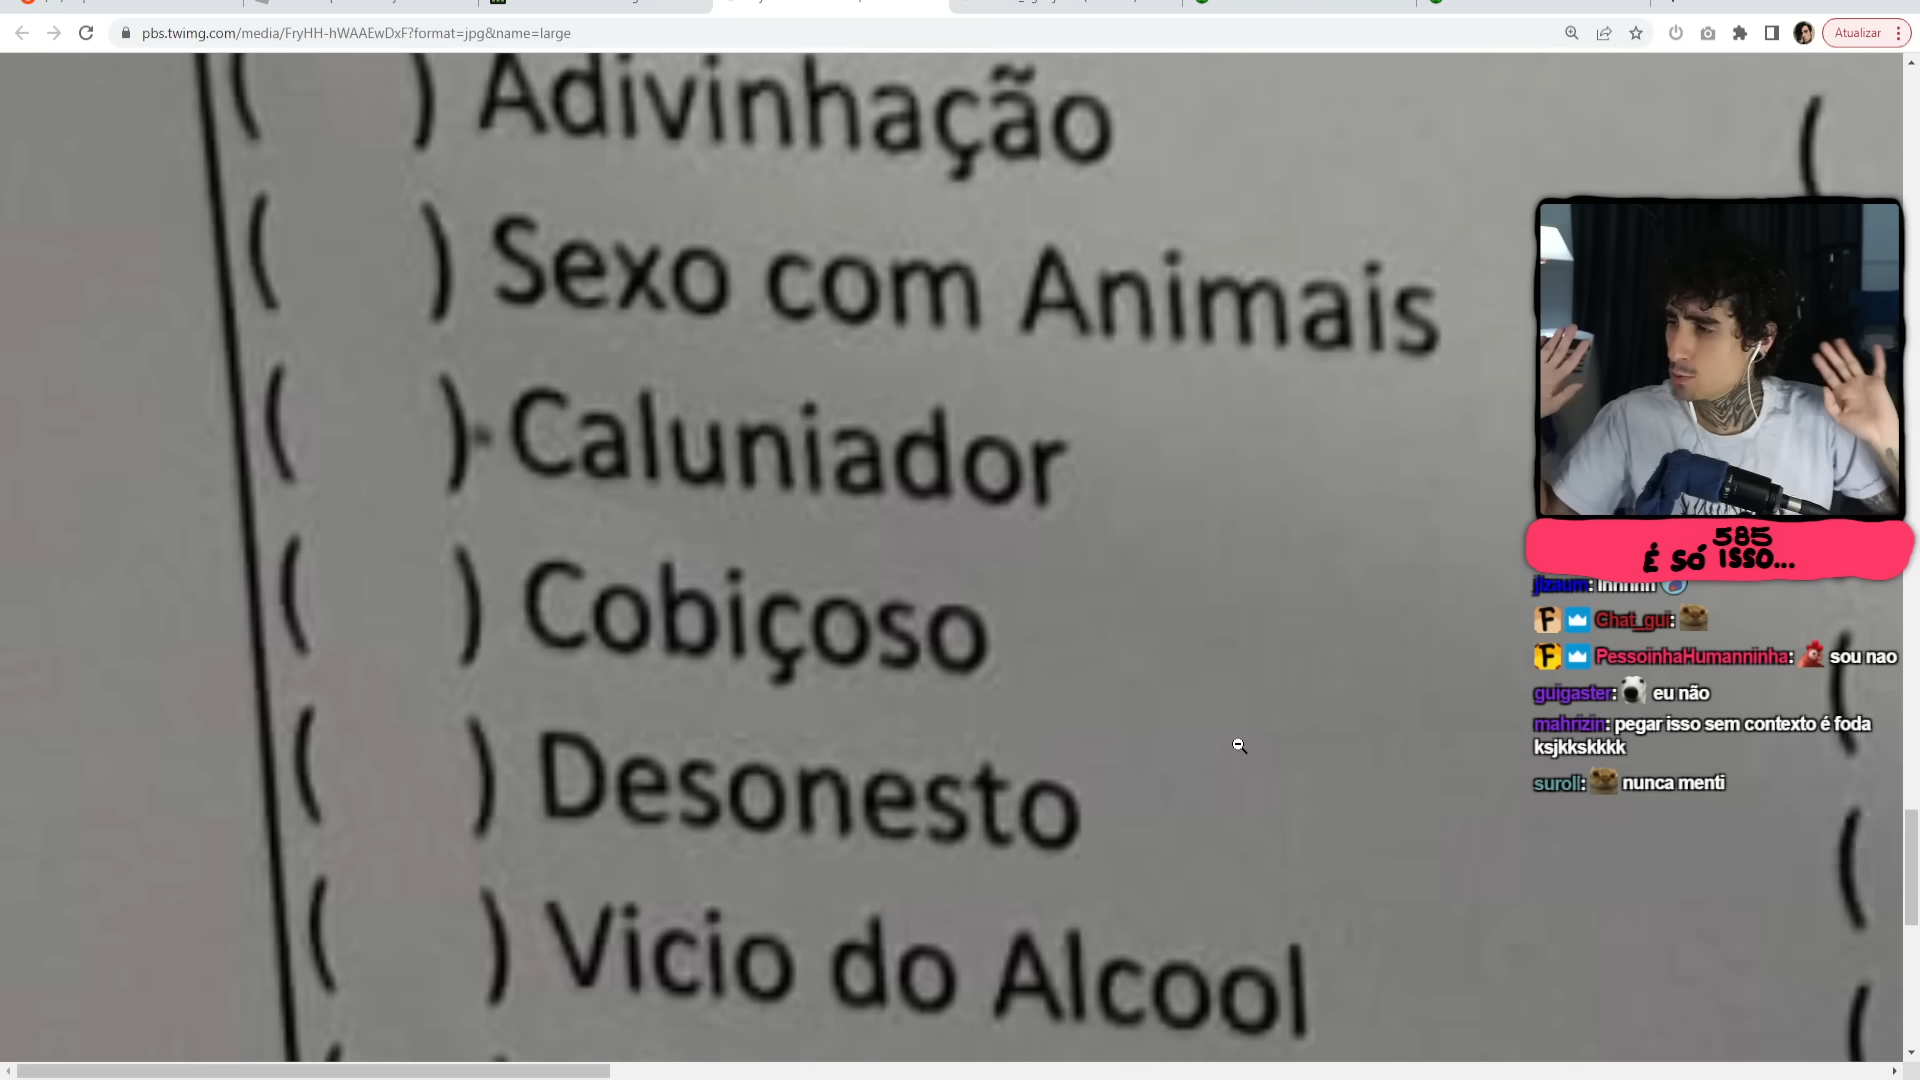 pbs.twimg.com/media/FryHH-hWAAEwDxF?format=jpg&name=large
Atualizar
( ) Adivinhação
( ) Sexo com Animais
( ) Caluniador
( ) Cobiçoso
( ) Desonesto
( ) Vicio do Alcool
585
É SÓ ISSO...
jlzaum:
Chat_gui:
PessoinhaHumanninha: sou nao
guigaster: eu não
mahrizin: pegar isso sem contexto é foda
ksjkkskkkk
suroll: nunca menti